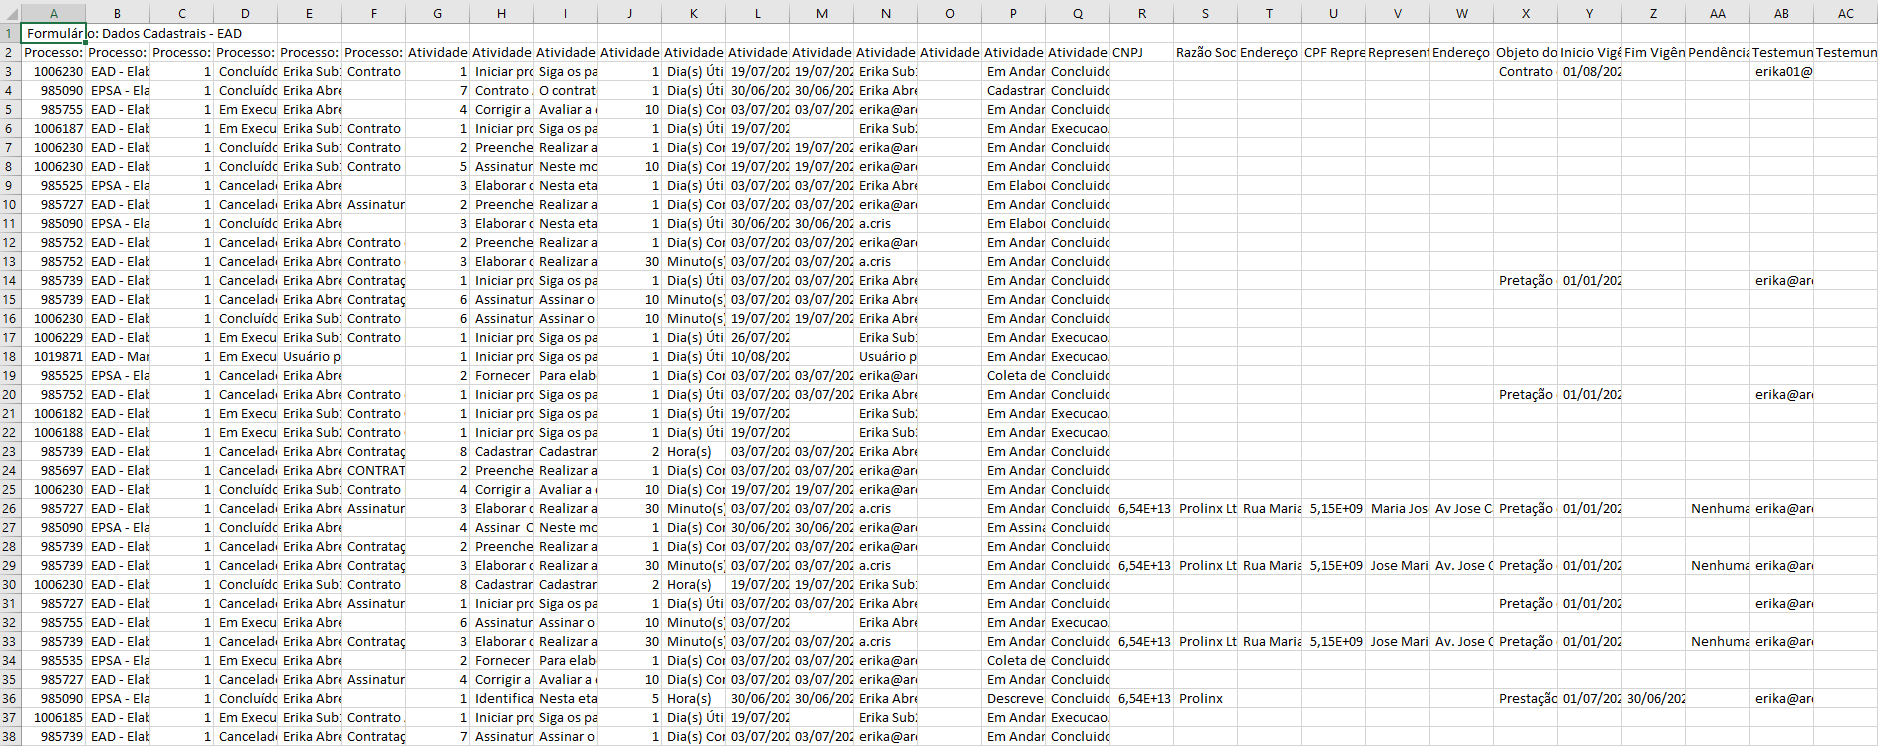 A B C D E F G H I J K L M N O P Q R S T U V W X Y Z AA AB AC
1 Formulário: Dados Cadastrais - EAD
2 Processo: Processo: Processo: Processo: Processo: Processo: Atividade Atividade Atividade Atividade Atividade Atividade Atividade Atividade Atividade Atividade Atividade CNPJ Razão Soc Endereço CPF Repre Represent Endereço Objeto do Inicio Vigê Fim Vigên Pendência Testemun Testemun
3 1006230 EAD - Elab 1 Concluído Erika Sub Contrato 1 Iniciar pro Siga os pa 1 Dia(s) Úti 19/07/202 19/07/202 Erika Sub Em Andar Concluido Contrato 01/08/202 erika01@
4 985090 EPSA - Ela 1 Concluído Erika Abre 7 Contrato O contrat 1 Dia(s) Úti 30/06/202 30/06/202 Erika Abre Cadastrar Concluido
5 985755 EAD - Elab 1 Em Execu Erika Abre 4 Corrigir a Avaliar a 10 Dia(s) Cor 03/07/202 03/07/202 erika@are Em Andar Concluido
6 1006187 EAD - Elab 1 Em Execu Erika Sub Contrato 1 Iniciar pro Siga os pa 1 Dia(s) Úti 19/07/202 Erika Sub Em Andar Execucao
7 1006230 EAD - Elab 1 Concluído Erika Sub Contrato 2 Preenche Realizar a 1 Dia(s) Cor 19/07/202 19/07/202 erika@are Em Andar Concluido
8 1006230 EAD - Elab 1 Concluído Erika Sub Contrato 5 Assinatur Neste mo 10 Dia(s) Cor 19/07/202 19/07/202 erika@are Em Andar Concluido
9 985525 EPSA - Ela 1 Cancelad Erika Abre 3 Elaborar Nesta eta 1 Dia(s) Úti 03/07/202 03/07/202 Erika Abre Em Elabor Concluido
10 985727 EAD - Elab 1 Cancelad Erika Abre Assinatur 2 Preenche Realizar a 1 Dia(s) Cor 03/07/202 03/07/202 erika@are Em Andar Concluido
11 985090 EPSA - Ela 1 Concluído Erika Abre 3 Elaborar Nesta eta 1 Dia(s) Úti 30/06/202 30/06/202 a.cris Em Elabor Concluido
12 985752 EAD - Elab 1 Cancelad Erika Abre Contrato 2 Preenche Realizar a 1 Dia(s) Cor 03/07/202 03/07/202 erika@are Em Andar Concluido
13 985752 EAD - Elab 1 Cancelad Erika Abre Contrato 3 Elaborar Realizar a 30 Minuto(s) 03/07/202 03/07/202 a.cris Em Andar Concluido
14 985739 EAD - Elab 1 Cancelad Erika Abre Contrataç 1 Iniciar pro Siga os pa 1 Dia(s) Úti 03/07/202 03/07/202 Erika Abre Em Andar Concluido Pretação 01/01/202 erika@are
15 985739 EAD - Elab 1 Cancelad Erika Abre Contrataç 6 Assinatur Assinar o 10 Minuto(s) 03/07/202 03/07/202 Erika Abre Em Andar Concluido
16 1006230 EAD - Elab 1 Concluído Erika Sub Contrato 6 Assinatur Assinar o 10 Minuto(s) 19/07/202 19/07/202 Erika Abre Em Andar Concluido
17 1006229 EAD - Elab 1 Em Execu Erika Sub Contrato 1 Iniciar pro Siga os pa 1 Dia(s) Úti 26/07/202 Erika Sub Em Andar Execucao
18 1019871 EAD - Mar 1 Em Execu Usuário p 1 Iniciar pro Siga os pa 1 Dia(s) Úti 10/08/202 Usuário p Em Andar Execucao
19 985525 EPSA - Ela 1 Cancelad Erika Abre 2 Fornecer Para elab 1 Dia(s) Cor 03/07/202 03/07/202 erika@are Coleta de Concluido
20 985752 EAD - Elab 1 Cancelad Erika Abre Contrato 1 Iniciar pro Siga os pa 1 Dia(s) Úti 03/07/202 03/07/202 Erika Abre Em Andar Concluido Pretação 01/01/202 erika@are
21 1006182 EAD - Elab 1 Em Execu Erika Sub Contrato 1 Iniciar pro Siga os pa 1 Dia(s) Úti 19/07/202 Erika Sub Em Andar Execucao
22 1006188 EAD - Elab 1 Em Execu Erika Sub Contrato 1 Iniciar pro Siga os pa 1 Dia(s) Úti 19/07/202 Erika Sub Em Andar Execucao
23 985739 EAD - Elab 1 Cancelad Erika Abre Contrataç 8 Cadastrar Cadastrar 2 Hora(s) 03/07/202 03/07/202 Erika Abre Em Andar Concluido
24 985697 EAD - Elab 1 Cancelad Erika Abre CONTRAT 2 Preenche Realizar a 1 Dia(s) Cor 03/07/202 03/07/202 erika@are Em Andar Concluido
25 1006230 EAD - Elab 1 Concluído Erika Sub Contrato 4 Corrigir a Avaliar a 10 Dia(s) Cor 19/07/202 19/07/202 erika@are Em Andar Concluido
26 985727 EAD - Elab 1 Cancelad Erika Abre Assinatur 3 Elaborar Realizar a 30 Minuto(s) 03/07/202 03/07/202 a.cris Em Andar Concluido 6,54E+13 Prolinx Lt Rua Maria 5,15E+09 Maria Jos Av Jose C Pretação 01/01/202 Nenhuma erika@are
27 985090 EPSA - Ela 1 Concluído Erika Abre 4 Assinar C Neste mo 1 Dia(s) Cor 30/06/202 30/06/202 erika@are Em Assina Concluido
28 985739 EAD - Elab 1 Cancelad Erika Abre Contrataç 2 Preenche Realizar a 1 Dia(s) Cor 03/07/202 03/07/202 erika@are Em Andar Concluido
29 985739 EAD - Elab 1 Cancelad Erika Abre Contrataç 3 Elaborar Realizar a 30 Minuto(s) 03/07/202 03/07/202 a.cris Em Andar Concluido 6,54E+13 Prolinx Lt Rua Maria 5,15E+09 Jose Mari Av. Jose C Pretação 01/01/202 Nenhuma erika@are
30 1006230 EAD - Elab 1 Concluído Erika Sub Contrato 8 Cadastrar Cadastrar 2 Hora(s) 19/07/202 19/07/202 Erika Sub Em Andar Concluido
31 985727 EAD - Elab 1 Cancelad Erika Abre Assinatur 1 Iniciar pro Siga os pa 1 Dia(s) Úti 03/07/202 03/07/202 Erika Abre Em Andar Concluido Pretação 01/01/202 erika@are
32 985755 EAD - Elab 1 Em Execu Erika Abre 6 Assinatur Assinar o 10 Minuto(s) 03/07/202 Erika Abre Em Andar Execucao
33 985739 EAD - Elab 1 Cancelad Erika Abre Contrataç 3 Elaborar Realizar a 30 Minuto(s) 03/07/202 03/07/202 a.cris Em Andar Concluido 6,54E+13 Prolinx Lt Rua Maria 5,15E+09 Jose Mari Av. Jose C Pretação 01/01/202 Nenhuma erika@are
34 985535 EPSA - Ela 1 Em Execu Erika Abre 2 Fornecer Para elab 1 Dia(s) Cor 03/07/202 03/07/202 erika@are Coleta de Concluido
35 985727 EAD - Elab 1 Cancelad Erika Abre Assinatur 4 Corrigir a Avaliar a 10 Dia(s) Cor 03/07/202 03/07/202 erika@are Em Andar Concluido
36 985090 EPSA - Ela 1 Concluído Erika Abre 1 Identifica Nesta eta 5 Hora(s) 30/06/202 30/06/202 Erika Abre Descreve Concluido 6,54E+13 Prolinx Prestação 01/07/202 30/06/202 erika@are
37 1006185 EAD - Elab 1 Em Execu Erika Sub Contrato 1 Iniciar pro Siga os pa 1 Dia(s) Úti 19/07/202 Erika Sub Em Andar Execucao
38 985739 EAD - Elab 1 Cancelad Erika Abre Contrataç 7 Assinatur Assinar o 1 Dia(s) Cor 03/07/202 03/07/202 erika@are Em Andar Concluido